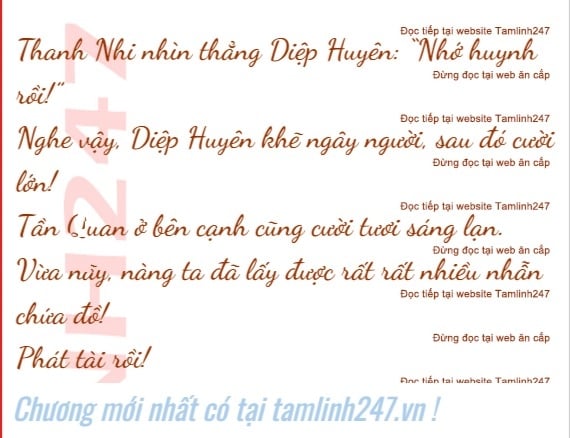 Đọc tiếp tại website Tamlinh247
Thanh Nhi nhìn thẳng Diệp Huyên: “Nhớ huynh
Đừng đọc tại web ăn cắp
rồi!”
Đọc tiếp tại website Tamlinh247
Nghe vậy, Diệp Huyên khẽ ngây người, sau đó cười
Đừng đọc tại web ăn cắp
lớn!
Đọc tiếp tại website Tamlinh247
Tần Quan ở bên cạnh cũng cười tươi sáng lạn.
Đừng đọc tại web ăn cắp
Vừa nãy, nàng ta đã lấy được rất rất nhiều nhẫn
Đọc tiếp tại website Tamlinh247
chứa đồ!
Đừng đọc tại web ăn cắp
Phát tài rồi!
Đọc tiếp tại website Tamlinh247
NH247
Chương mới nhất có tại tamlinh247.vn !